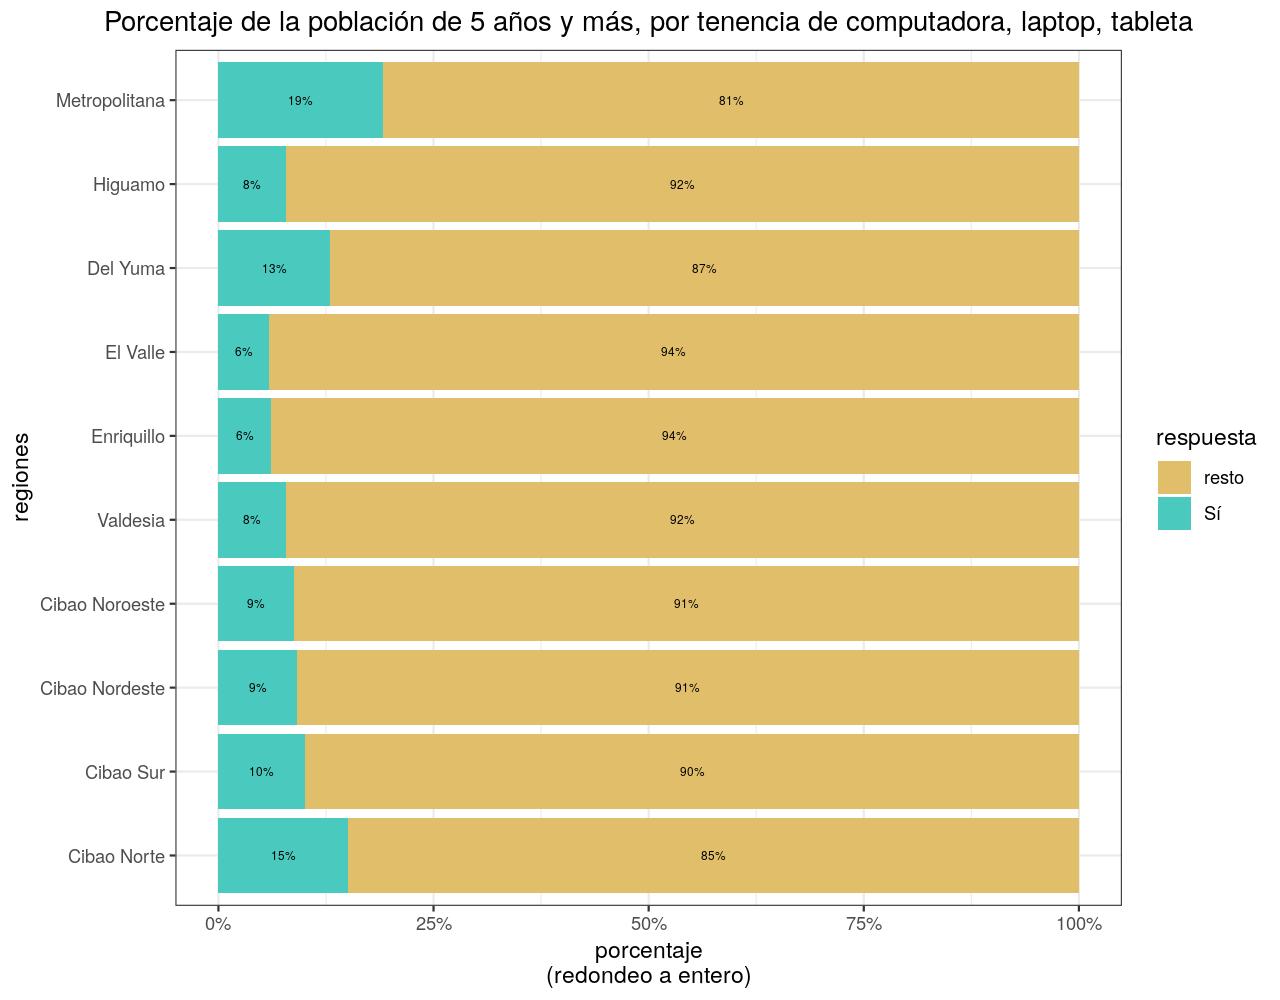 Porcentaje de la población de 5 años y más, por tenencia de computadora, laptop, tableta
Metropolitana 19% 81%
Higuamo 8% 92%
Del Yuma 13% 87%
El Valle 6% 94%
Enriquillo 6% 94%
Valdesia 8% 92%
Cibao Noroeste 9% 91%
Cibao Nordeste 9% 91%
Cibao Sur 10% 90%
Cibao Norte 15% 85%
0% 25% 50% 75% 100%
porcentaje
(redondeo a entero)
regiones
respuesta
resto
Sí